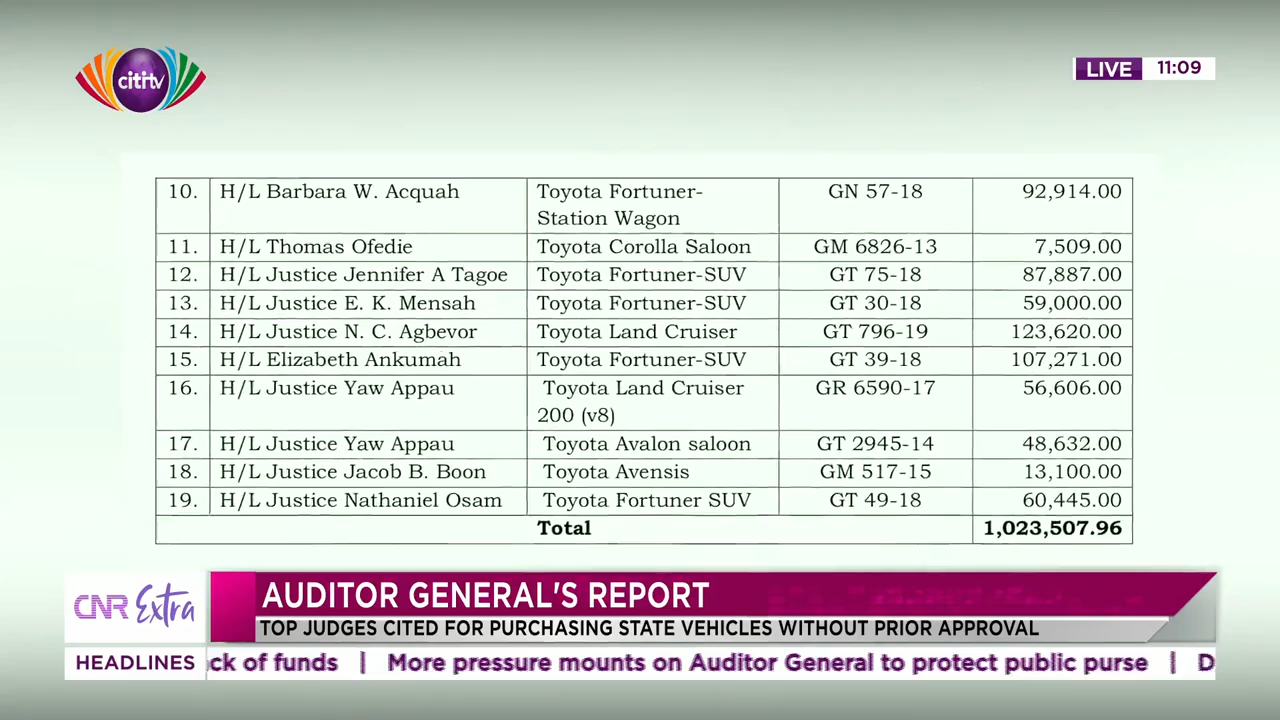 cititv
LIVE 11:09
10. H/L Barbara W. Acquah Toyota Fortuner- GN 57-18 92,914.00
Station Wagon
11. H/L Thomas Ofedie Toyota Corolla Saloon GM 6826-13 7,509.00
12. H/L Justice Jennifer A Tagoe Toyota Fortuner-SUV GT 75-18 87,887.00
13. H/L Justice E. K. Mensah Toyota Fortuner-SUV GT 30-18 59,000.00
14. H/L Justice N. C. Agbevor Toyota Land Cruiser GT 796-19 123,620.00
15. H/L Elizabeth Ankumah Toyota Fortuner-SUV GT 39-18 107,271.00
16. H/L Justice Yaw Appau Toyota Land Cruiser GR 6590-17 56,606.00
200 (v8)
17. H/L Justice Yaw Appau Toyota Avalon saloon GT 2945-14 48,632.00
18. H/L Justice Jacob B. Boon Toyota Avensis GM 517-15 13,100.00
19. H/L Justice Nathaniel Osam Toyota Fortuner SUV GT 49-18 60,445.00
Total 1,023,507.96
CNR Extra
AUDITOR GENERAL'S REPORT
TOP JUDGES CITED FOR PURCHASING STATE VEHICLES WITHOUT PRIOR APPROVAL
HEADLINES ck of funds | More pressure mounts on Auditor General to protect public purse | D